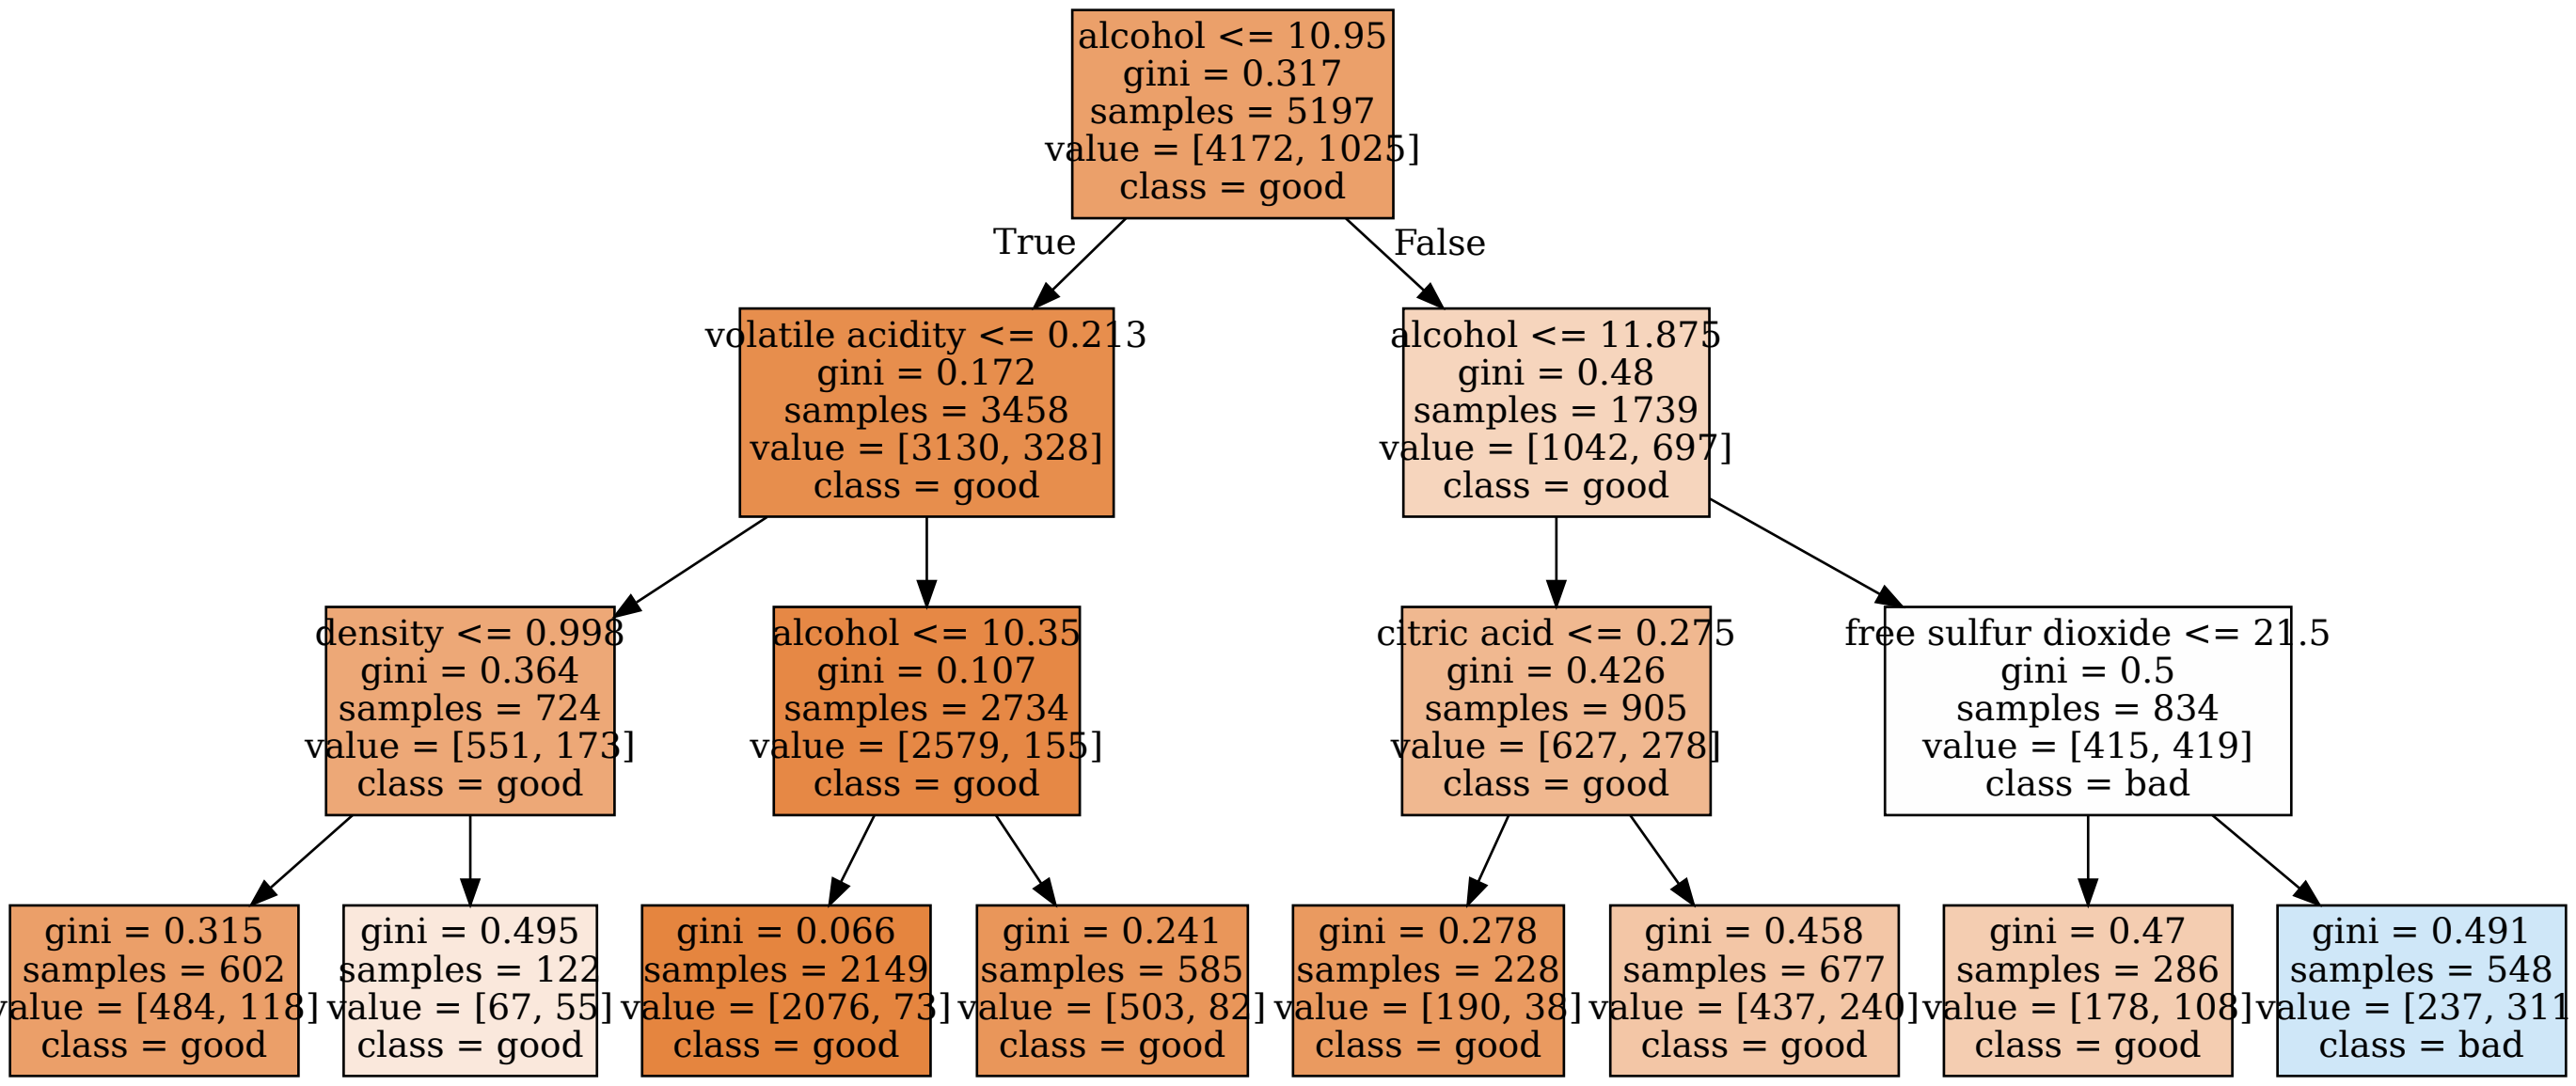 alcohol <= 10.95
gini = 0.317
samples = 5197
value = [4172, 1025]
class = good
True
False
volatile acidity <= 0.213
gini = 0.172
samples = 3458
value = [3130, 328]
class = good
alcohol <= 11.875
gini = 0.48
samples = 1739
value = [1042, 697]
class = good
density <= 0.998
gini = 0.364
samples = 724
value = [551, 173]
class = good
alcohol <= 10.35
gini = 0.107
samples = 2734
value = [2579, 155]
class = good
citric acid <= 0.275
gini = 0.426
samples = 905
value = [627, 278]
class = good
free sulfur dioxide <= 21.5
gini = 0.5
samples = 834
value = [415, 419]
class = bad
gini = 0.315
samples = 602
value = [484, 118]
class = good
gini = 0.495
samples = 122
value = [67, 55]
class = good
gini = 0.066
samples = 2149
value = [2076, 73]
class = good
gini = 0.241
samples = 585
value = [503, 82]
class = good
gini = 0.278
samples = 228
value = [190, 38]
class = good
gini = 0.458
samples = 677
value = [437, 240]
class = good
gini = 0.47
samples = 286
value = [178, 108]
class = good
gini = 0.491
samples = 548
value = [237, 311
class = bad